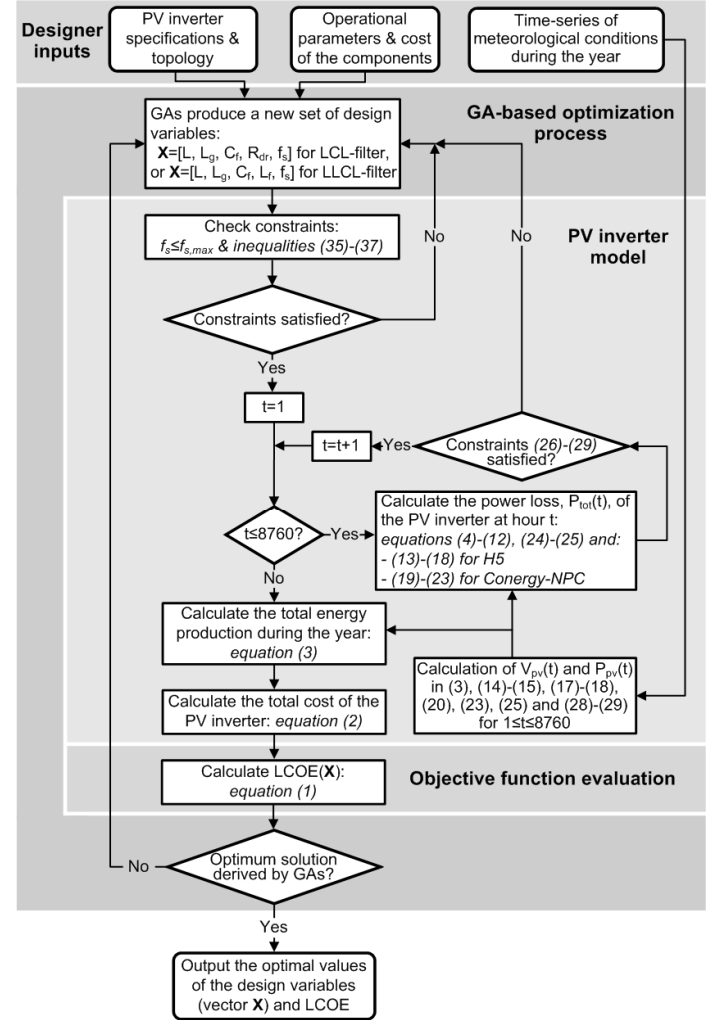 Designer
inputs
PV inverter
specifications &
topology
Operational
parameters & cost
of the components
Time-series of
meteorological conditions
during the year
GA-based optimization
process
GAs produce a new set of design
variables:
X=[L, Lg, Cf, Rdr, fs] for LCL-filter,
or X=[L, Lg, Cf, Lf, fs] for LLCL-filter
PV inverter
model
Check constraints:
fs≤fs,max & inequalities (35)-(37)
No
No
Constraints satisfied?
Yes
t=1
t=t+1
Yes
Constraints (26)-(29)
satisfied?
t≤8760?
Yes
Calculate the power loss, Ptot(t), of
the PV inverter at hour t:
equations (4)-(12), (24)-(25) and:
- (13)-(18) for H5
- (19)-(23) for Conergy-NPC
No
Calculate the total energy
production during the year:
equation (3)
Calculation of Vpv(t) and Ppv(t)
in (3), (14)-(15), (17)-(18),
(20), (23), (25) and (28)-(29)
for 1≤t≤8760
Calculate the total cost of the
PV inverter: equation (2)
Calculate LCOE(X):
equation (1)
Objective function evaluation
No
Optimum solution
derived by GAs?
Yes
Output the optimal values
of the design variables
(vector X) and LCOE